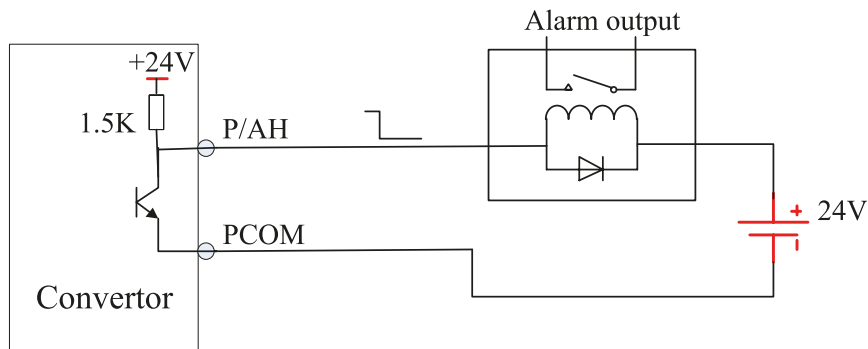 Alarm output
+24V
1.5K
P/AH
24V
PCOM
Convertor